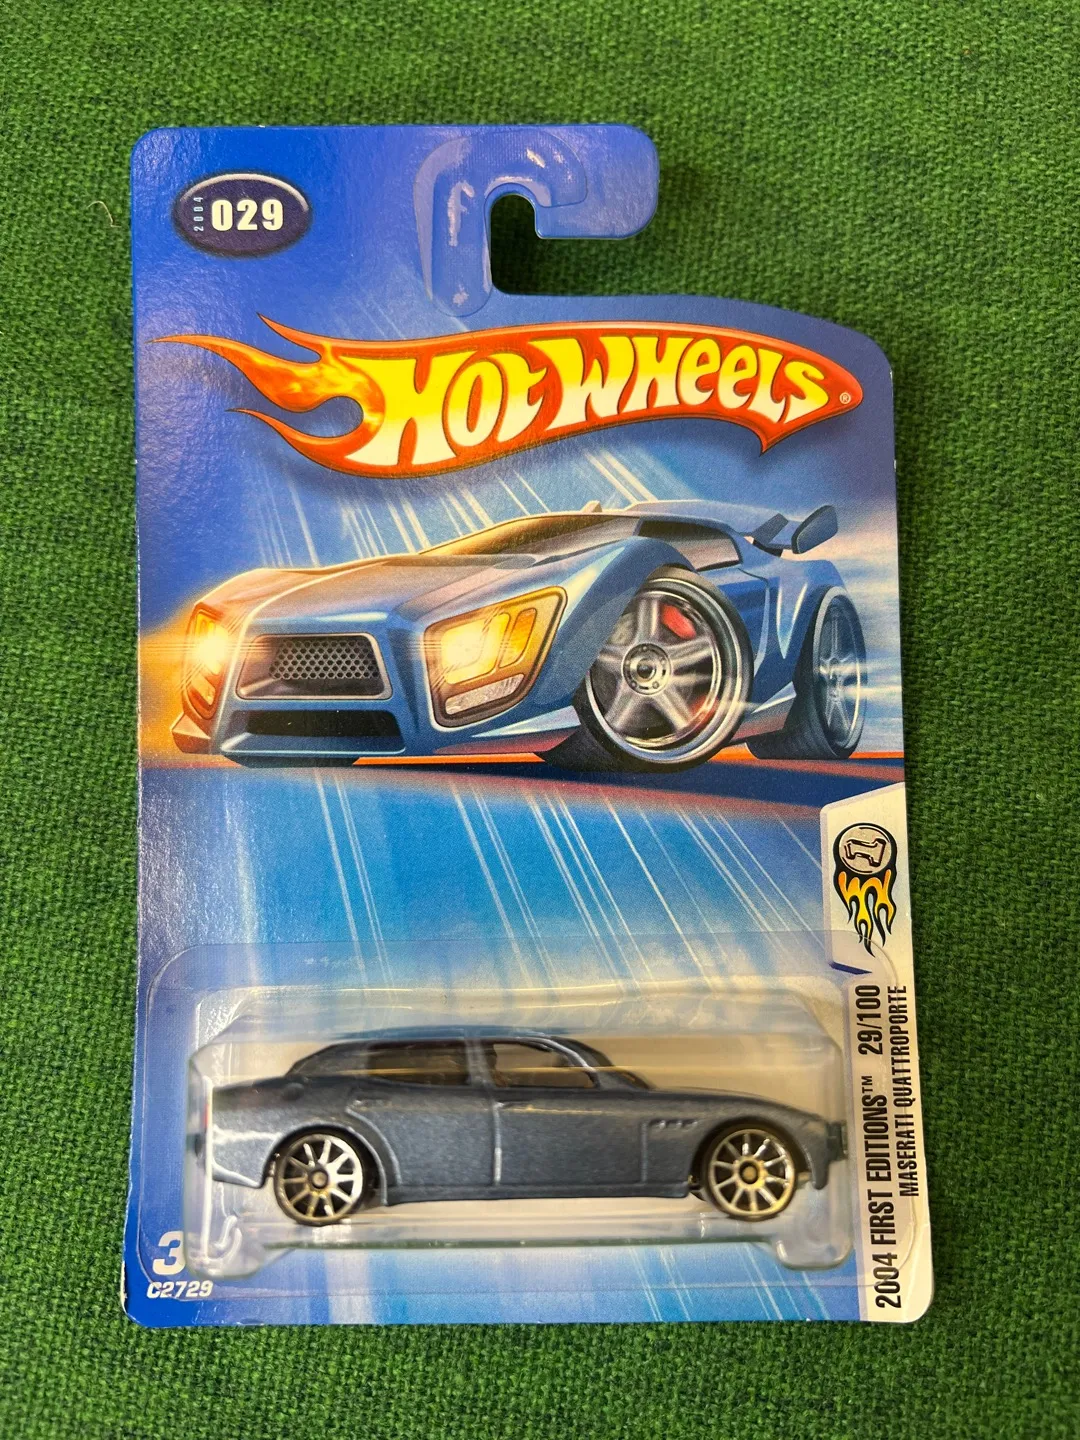 2004
029
HOT WHEELS®
2004 FIRST EDITIONS™ 29/100
MASERATI QUATTROPORTE
3
C2729